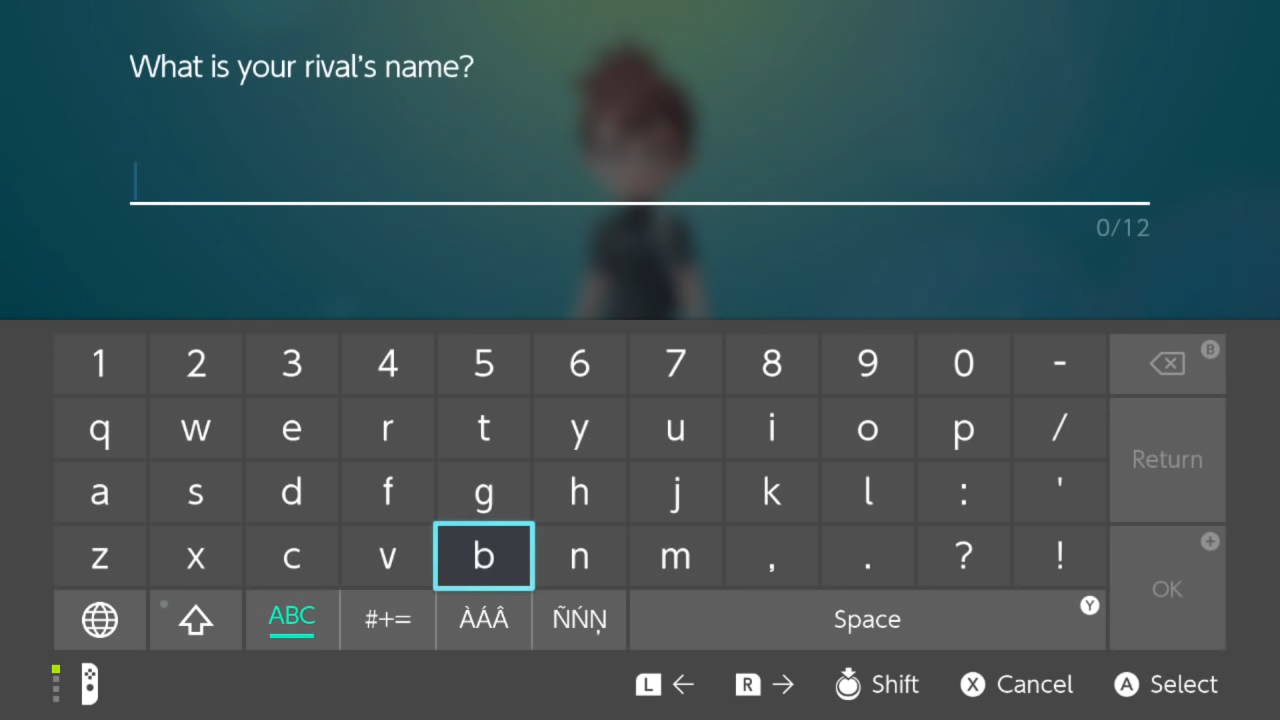 What is your rival's name?
0/12
1 2 3 4 5 6 7 8 9 0 - B
q w e r t y u i o p / Return
a s d f g h j k l : '
z x c v b n m , . ? ! + OK
ABC #+= ÀÁÂ ÑŃŅ Space Y
L ← R → Shift X Cancel A Select